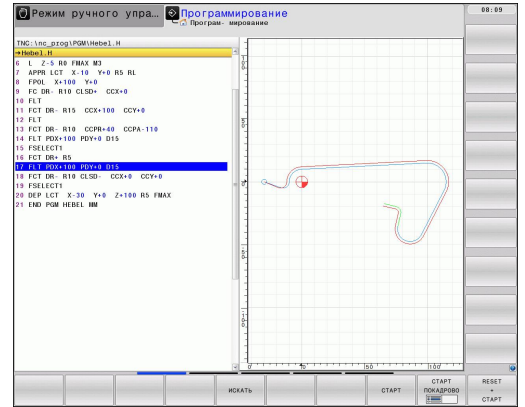 Режим ручного упра…
Программирование
Програм- мирование
08:09
TNC:\nc_prog\PGM\Hebel.H
→Hebel.H
6 L Z-5 R0 FMAX M3
7 APPR LCT X-10 Y+0 R5 RL
8 FPOL X+100 Y+0
9 FC DR- R10 CLSD+ CCX+0
10 FLT
11 FCT DR- R15 CCX+100 CCY+0
12 FLT
13 FCT DR- R10 CCPR+40 CCPA-110
14 FLT PDX+100 PDY+0 D15
15 FSELECT1
16 FCT DR+ R5
17 FLT PDX+100 PDY+0 D15
18 FCT DR- R10 CLSD- CCX+0 CCY+0
19 FSELECT1
20 DEP LCT X-30 Y+0 Z+100 R5 FMAX
21 END PGM HEBEL MM
ИСКАТЬ
СТАРТ
СТАРТ
ПОКАДРОВО
RESET
+
СТАРТ